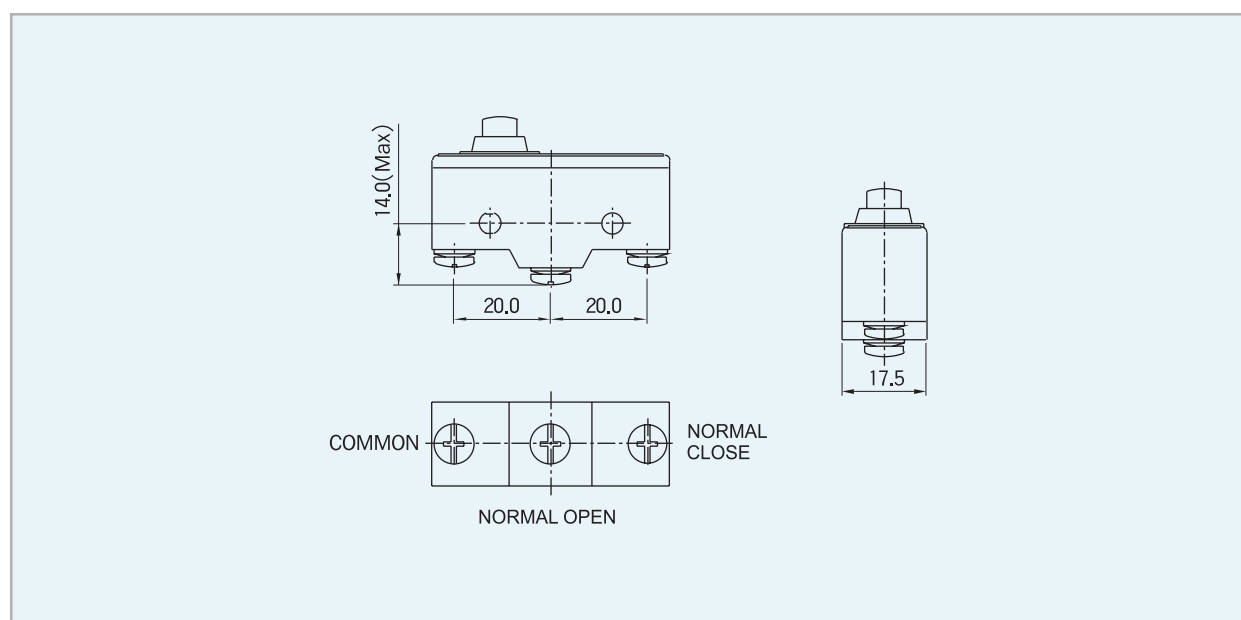 14.0(Max)
20.0
20.0
17.5
COMMON
NORMAL
CLOSE
NORMAL OPEN